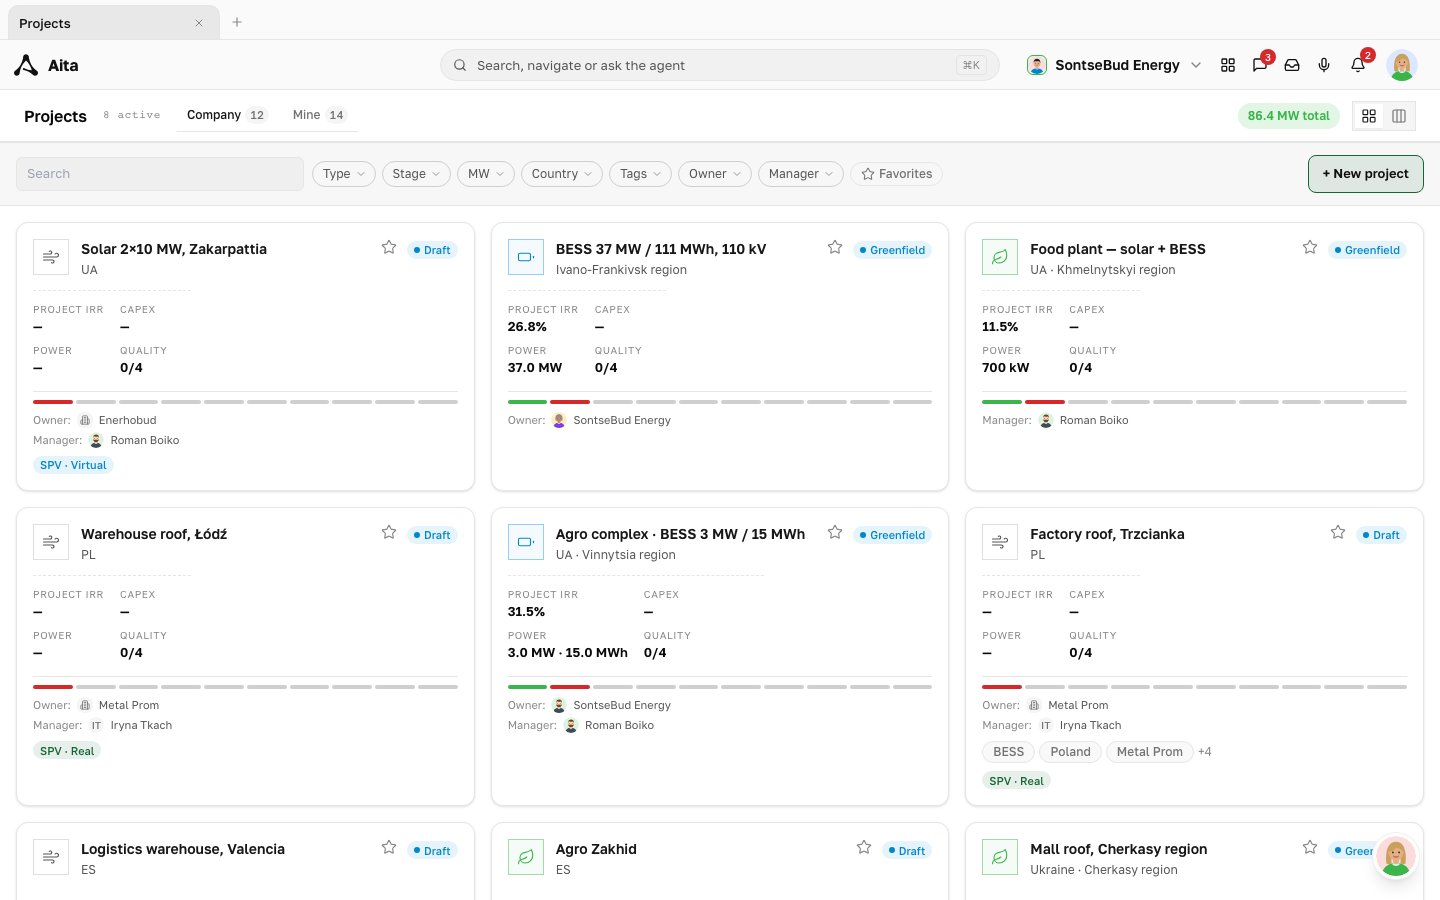 Projects
Aita
Search, navigate or ask the agent
⌘K
SontseBud Energy
3
2
Projects
8 active
Company 12
Mine 14
86.4 MW total
Search
Type
Stage
MW
Country
Tags
Owner
Manager
Favorites
+ New project
Solar 2×10 MW, Zakarpattia
Draft
UA
PROJECT IRR CAPEX
– –
POWER QUALITY
– 0/4
Owner: Enerhobud
Manager: Roman Boiko
SPV · Virtual
BESS 37 MW / 111 MWh, 110 kV
Greenfield
Ivano-Frankivsk region
PROJECT IRR CAPEX
26.8% –
POWER QUALITY
37.0 MW 0/4
Owner: SontseBud Energy
Food plant – solar + BESS
Greenfield
UA · Khmelnytskyi region
PROJECT IRR CAPEX
11.5% –
POWER QUALITY
700 kW 0/4
Manager: Roman Boiko
Warehouse roof, Łódź
Draft
PL
PROJECT IRR CAPEX
– –
POWER QUALITY
– 0/4
Owner: Metal Prom
Manager: IT Iryna Tkach
SPV · Real
Agro complex · BESS 3 MW / 15 MWh
Greenfield
UA · Vinnytsia region
PROJECT IRR CAPEX
31.5% –
POWER QUALITY
3.0 MW · 15.0 MWh 0/4
Owner: SontseBud Energy
Manager: Roman Boiko
Factory roof, Trzcianka
Draft
PL
PROJECT IRR CAPEX
– –
POWER QUALITY
– 0/4
Owner: Metal Prom
Manager: IT Iryna Tkach
BESS Poland Metal Prom +4
SPV · Real
Logistics warehouse, Valencia
Draft
ES
Agro Zakhid
Draft
ES
Mall roof, Cherkasy region
Ukraine · Cherkasy region